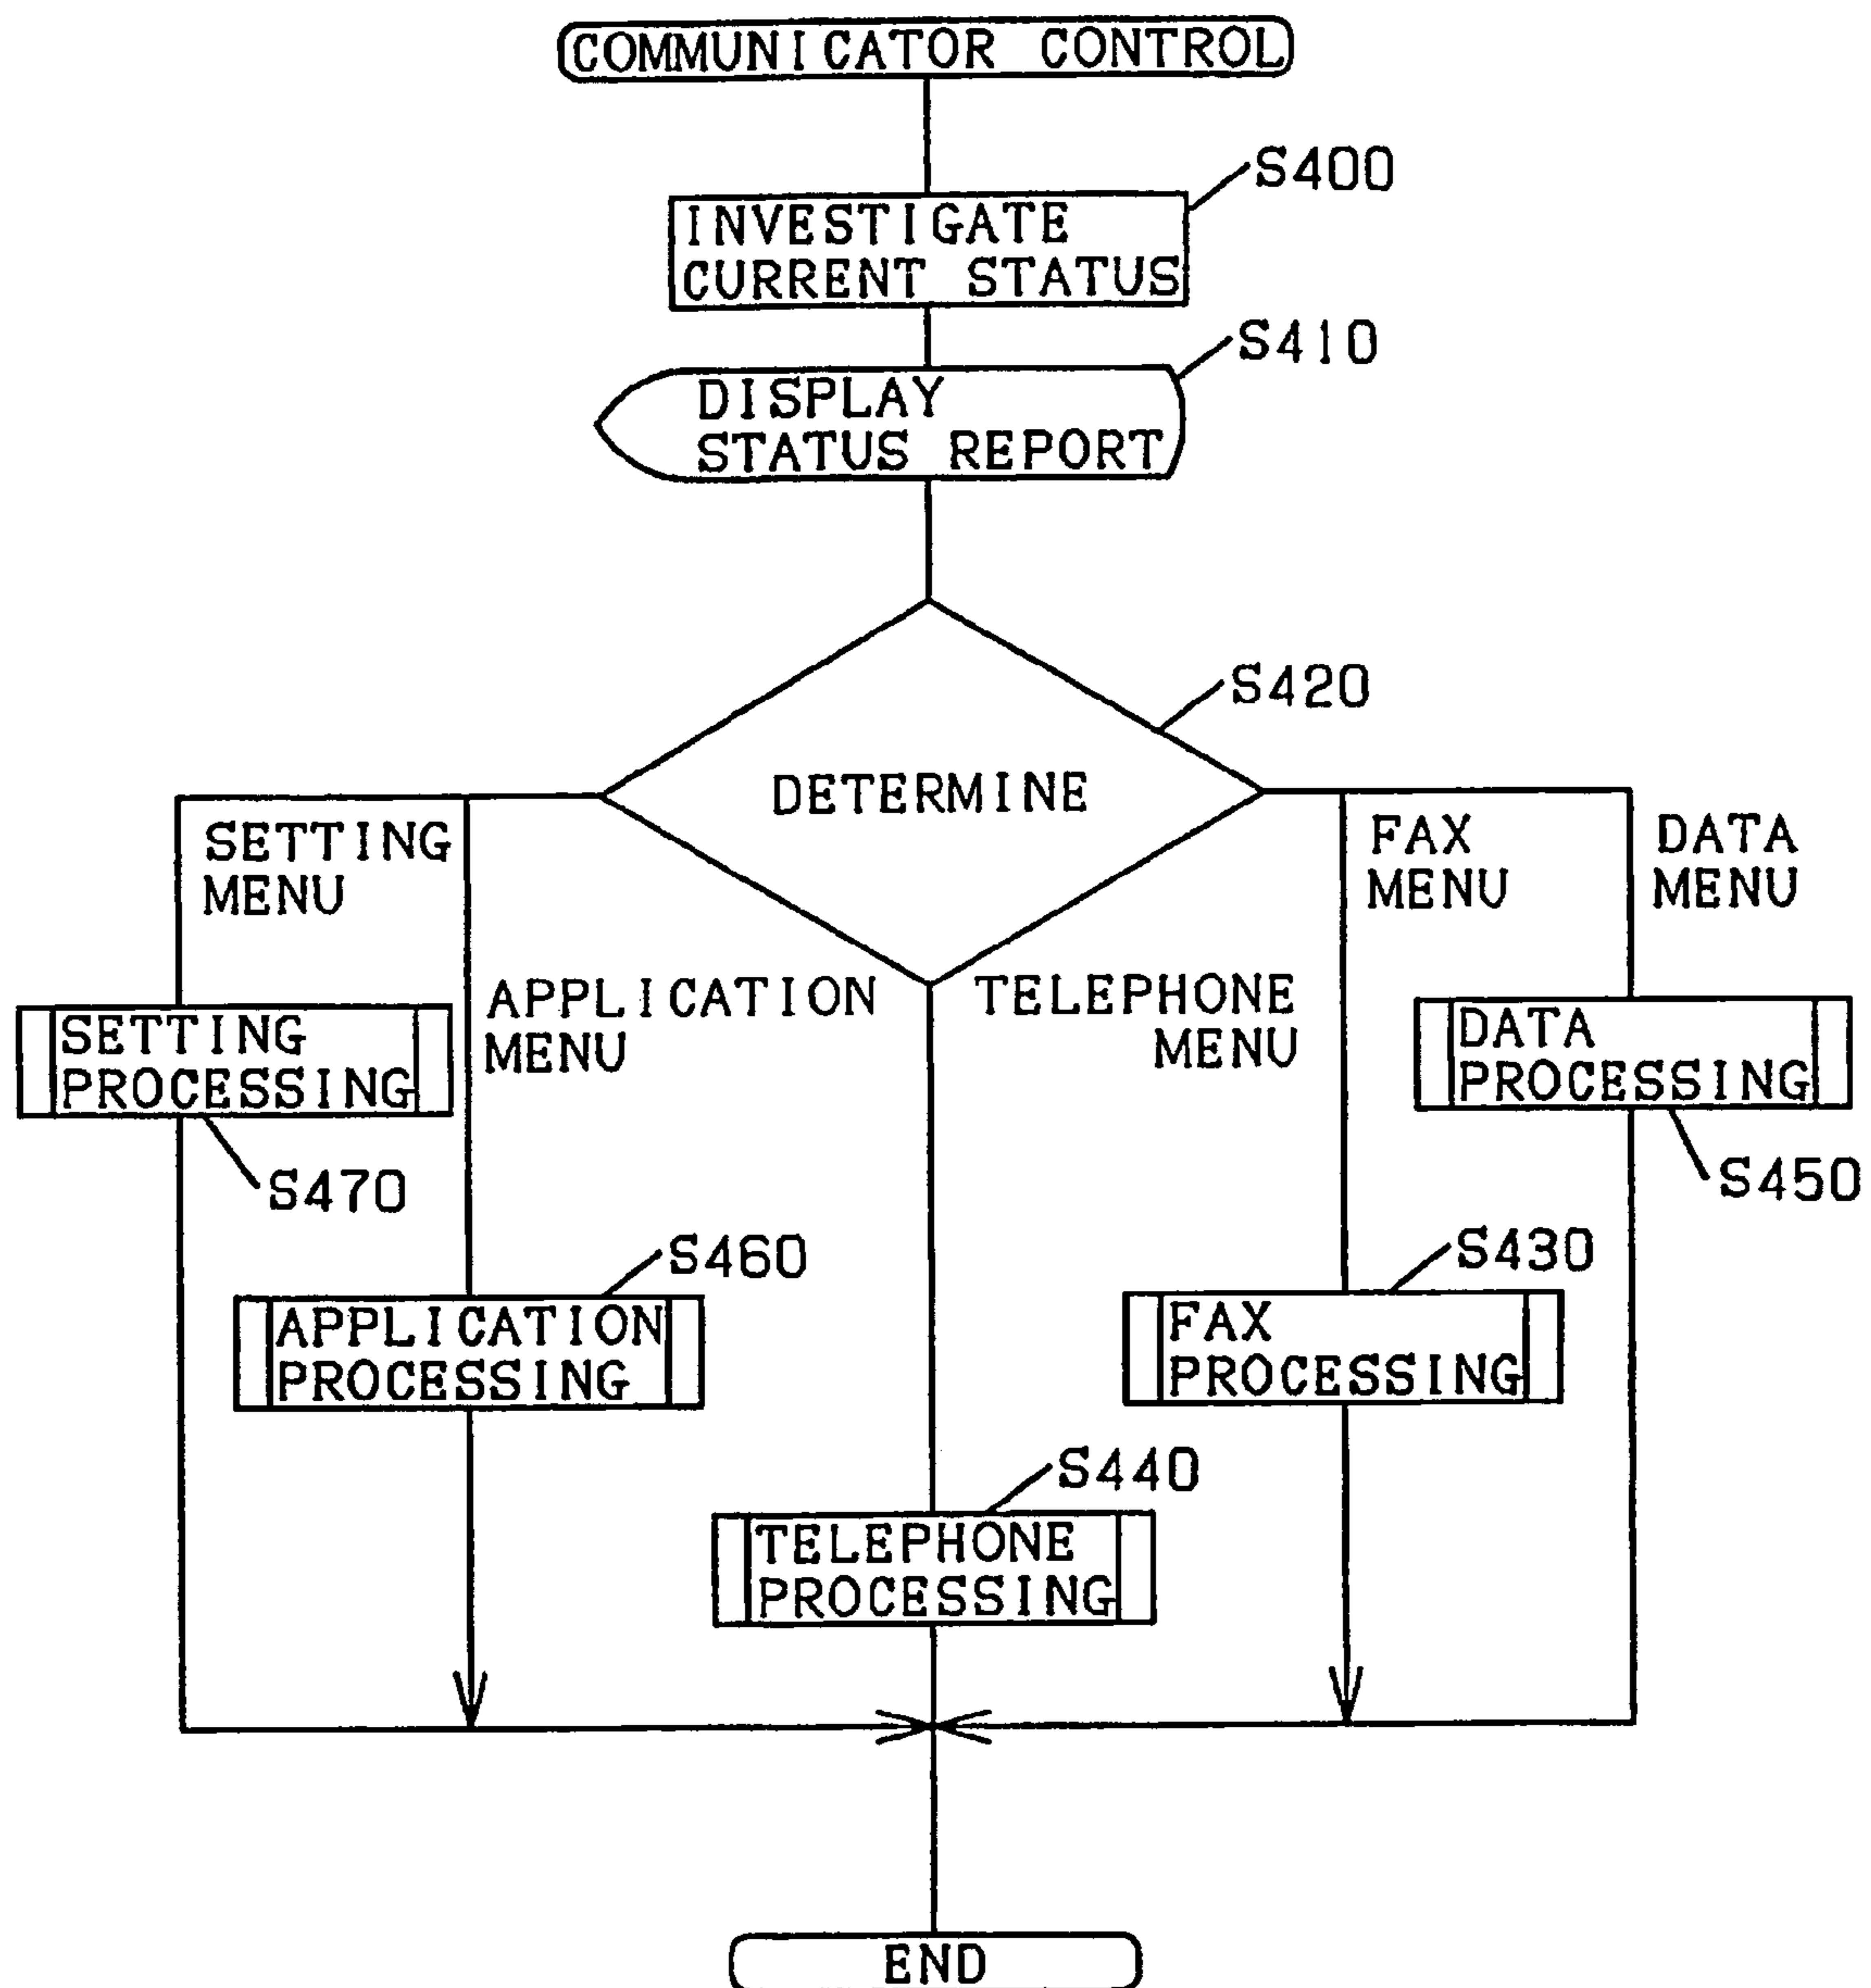 COMMUNICATOR CONTROL
S400
INVESTIGATE
CURRENT STATUS
S410
DISPLAY
STATUS REPORT
S420
DETERMINE
SETTING
MENU
FAX
MENU
DATA
MENU
APPLICATION
MENU
TELEPHONE
MENU
SETTING
PROCESSING
DATA
PROCESSING
S470
S450
S460
S430
APPLICATION
PROCESSING
FAX
PROCESSING
S440
TELEPHONE
PROCESSING
END